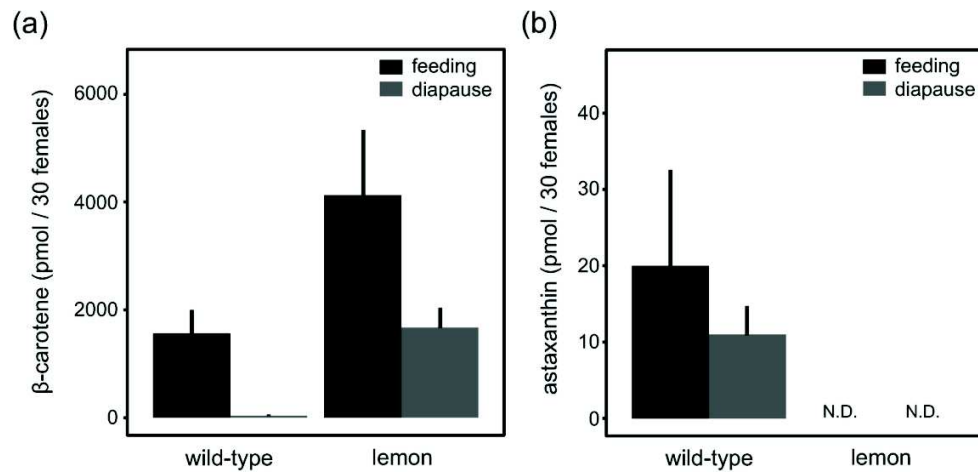 (a)
β-carotene (pmol / 30 females)
6000
4000
2000
0
feeding
diapause
wild-type
lemon
(b)
astaxanthin (pmol / 30 females)
40
30
20
10
0
feeding
diapause
N.D.
N.D.
wild-type
lemon